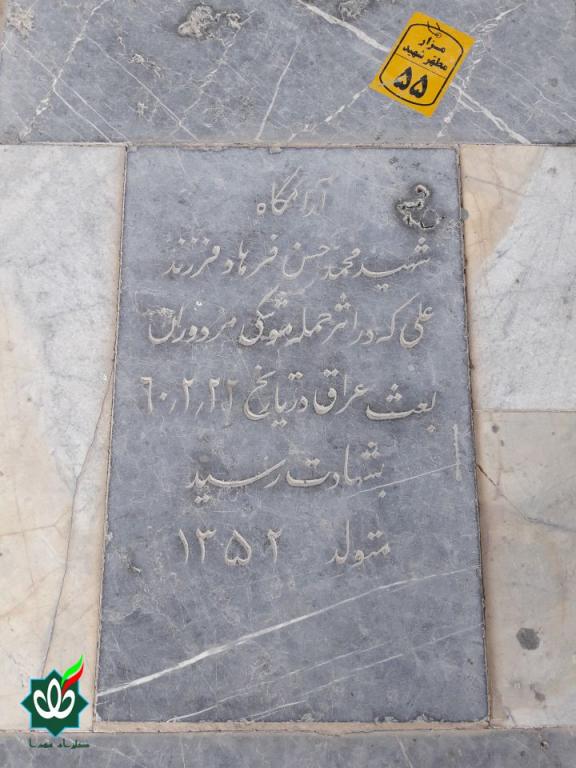 مزار
مطهر شهید
۵۵
آرامگاه
شهید محمد حسن فرهاد فرزند
علی که در اثر حمله موشکی مزدوران
بعث عراق در تاریخ ۶۰٫۲٫۲۲
بشهادت رسید
متولد ۱۳۵۲